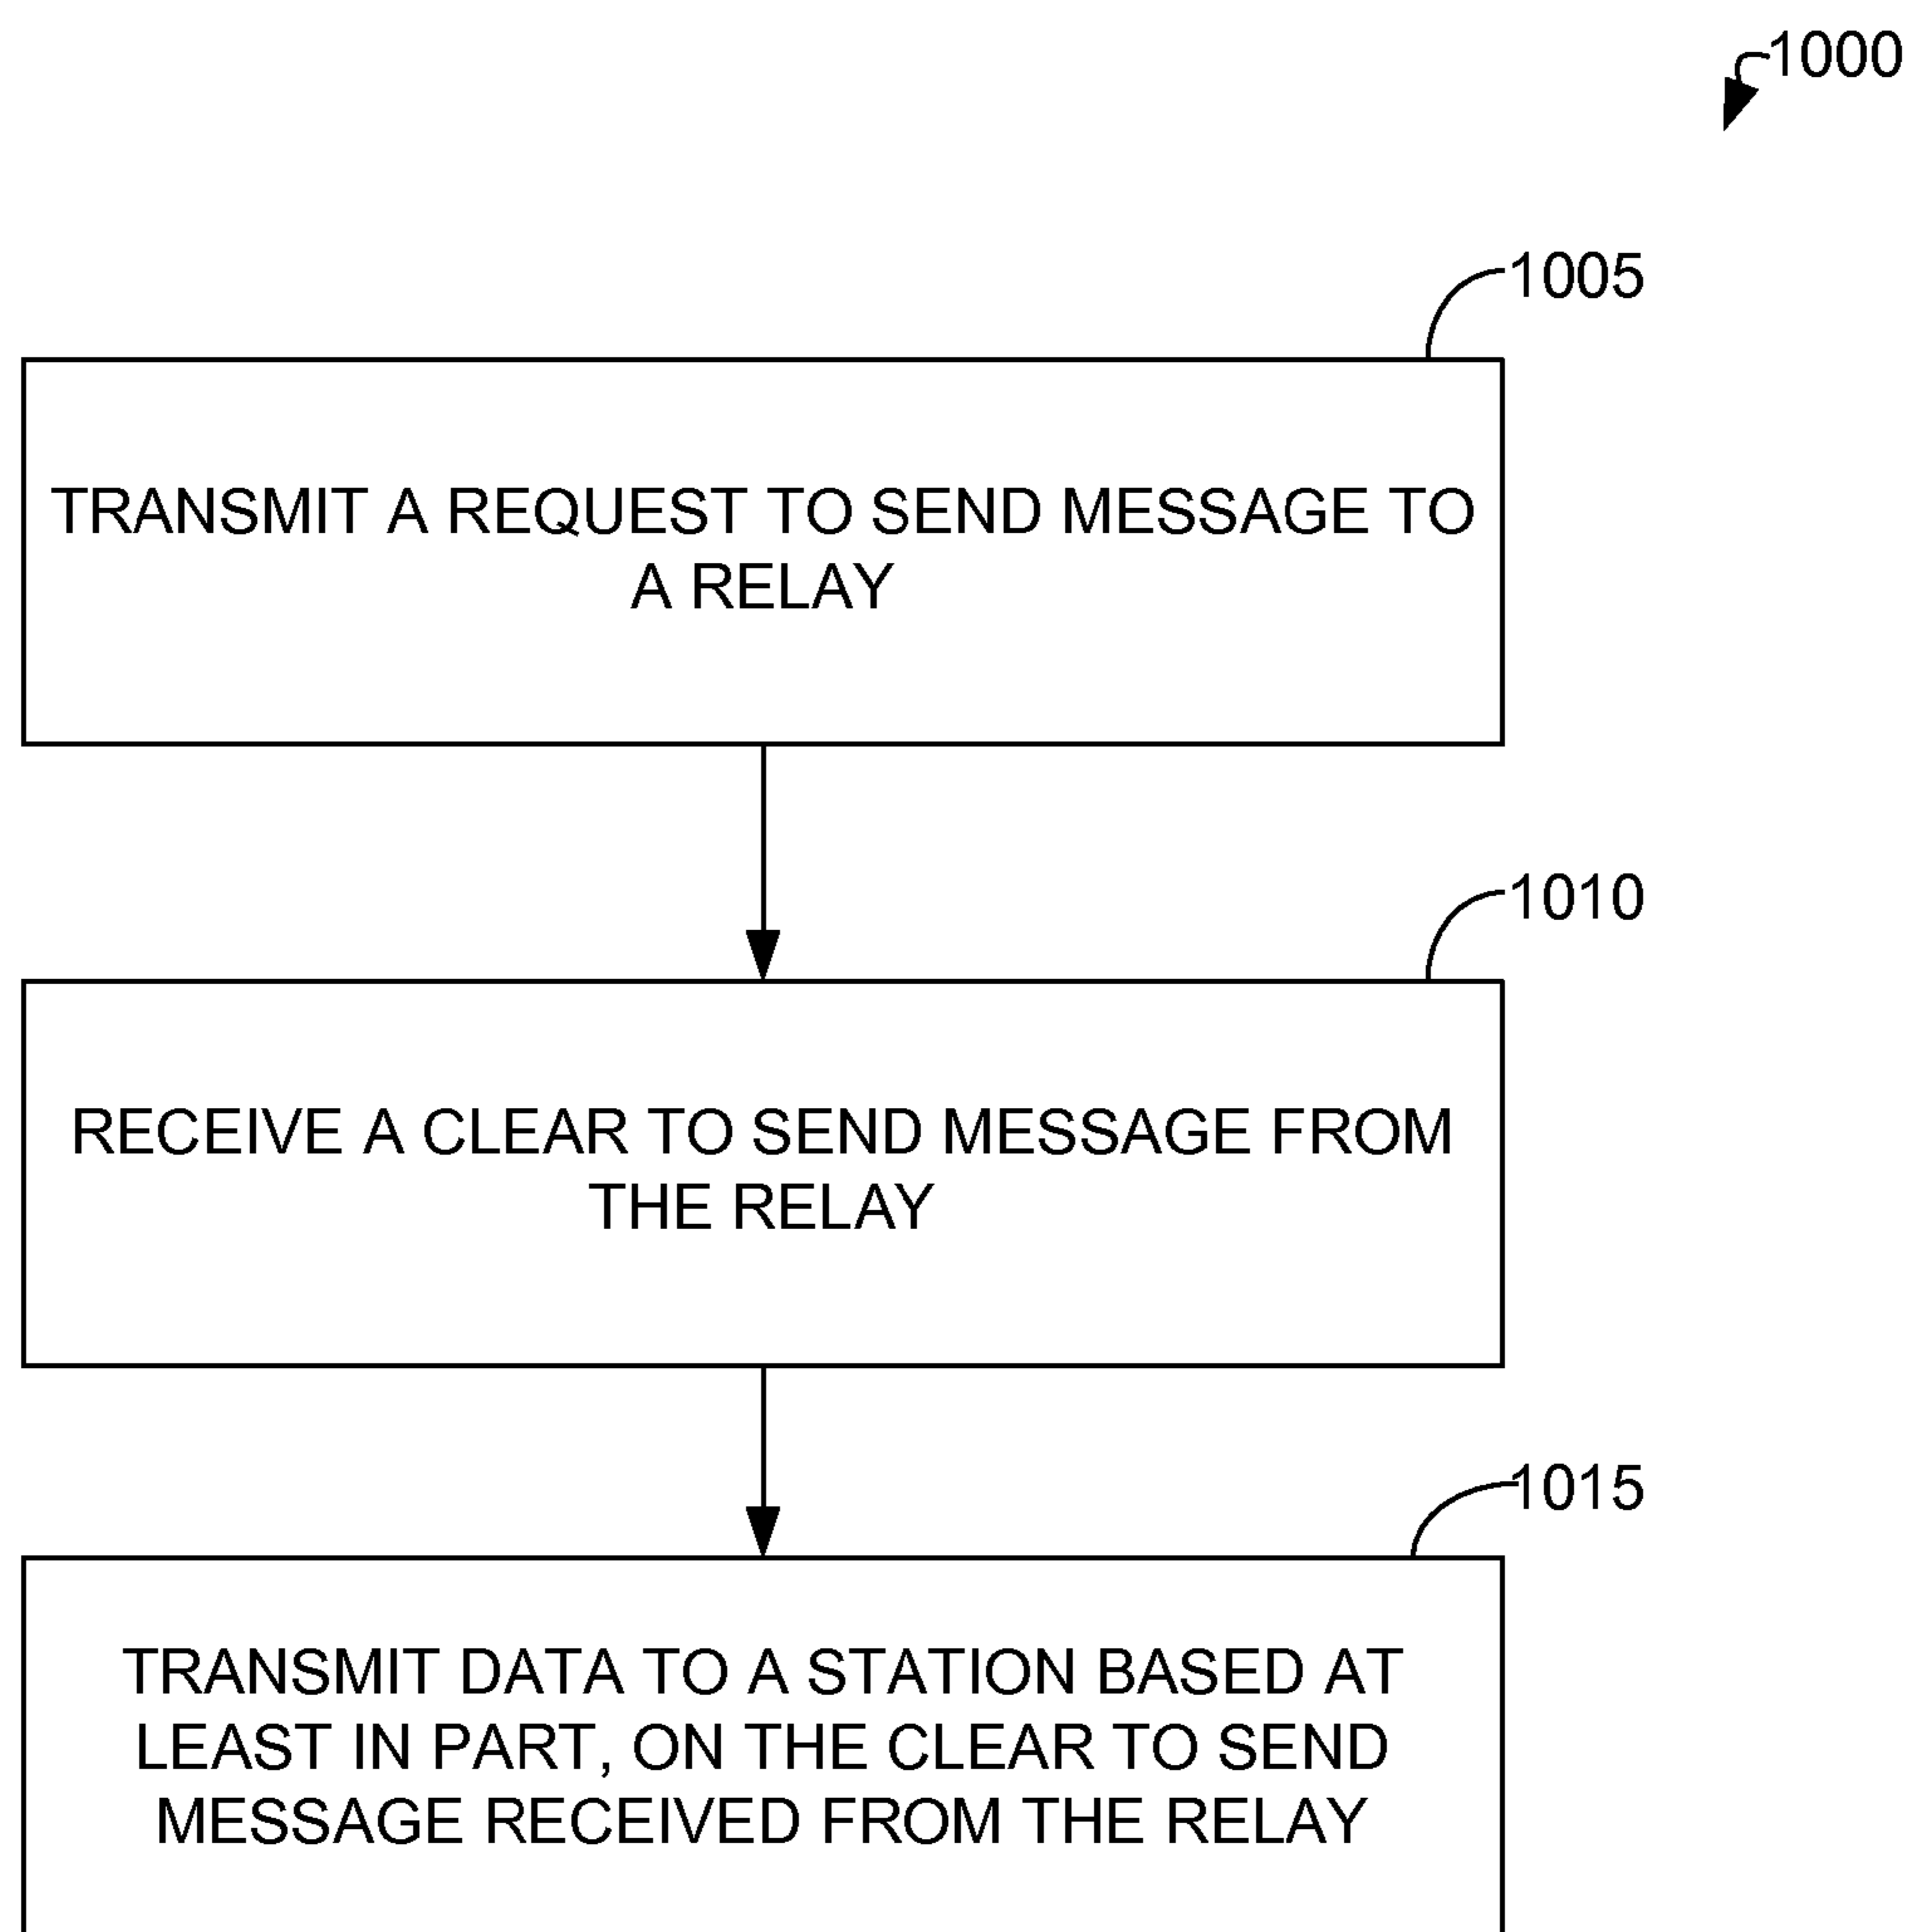 1000
1005
TRANSMIT A REQUEST TO SEND MESSAGE TO
A RELAY
1010
RECEIVE A CLEAR TO SEND MESSAGE FROM
THE RELAY
1015
TRANSMIT DATA TO A STATION BASED AT
LEAST IN PART, ON THE CLEAR TO SEND
MESSAGE RECEIVED FROM THE RELAY